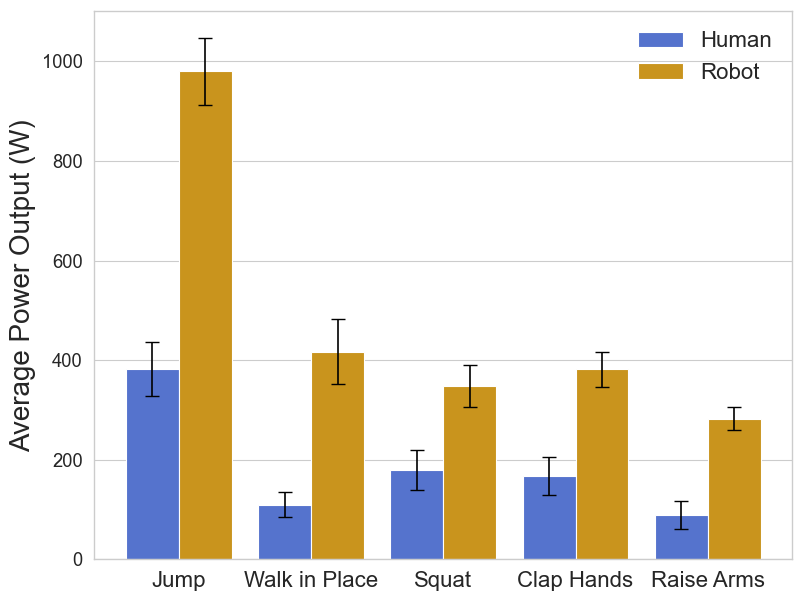 Human
Robot
Average Power Output (W)
1000
800
600
400
200
0
Jump Walk in Place Squat Clap Hands Raise Arms